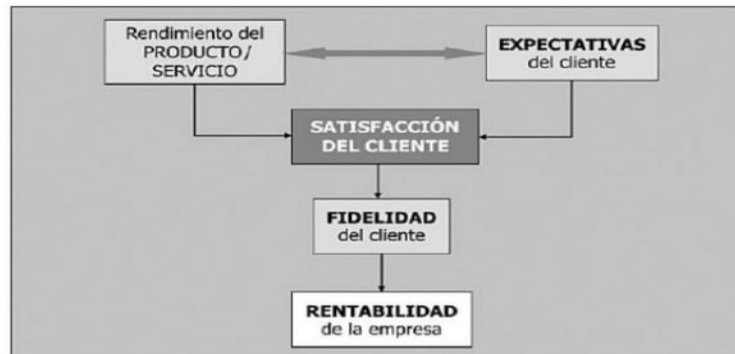 Rendimiento del
PRODUCTO/
SERVICIO
EXPECTATIVAS
del cliente
SATISFACCIÓN
DEL CLIENTE
FIDELIDAD
del cliente
RENTABILIDAD
de la empresa